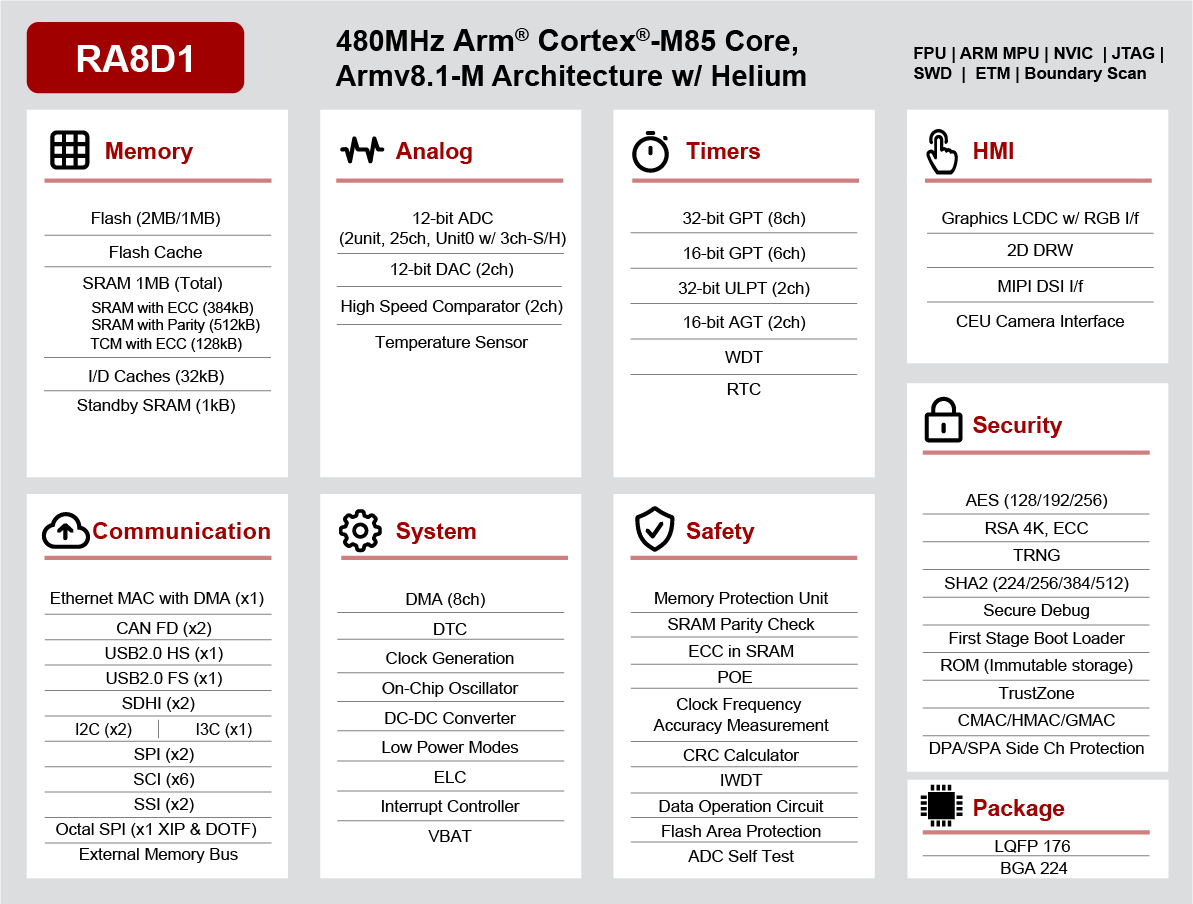 RA8D1
480MHz Arm® Cortex®-M85 Core,
Armv8.1-M Architecture w/ Helium
FPU | ARM MPU | NVIC | JTAG |
SWD | ETM | Boundary Scan
Memory
Flash (2MB/1MB)
Flash Cache
SRAM 1MB (Total)
SRAM with ECC (384kB)
SRAM with Parity (512kB)
TCM with ECC (128kB)
I/D Caches (32kB)
Standby SRAM (1kB)
Analog
12-bit ADC
(2unit, 25ch, Unit0 w/ 3ch-S/H)
12-bit DAC (2ch)
High Speed Comparator (2ch)
Temperature Sensor
Timers
32-bit GPT (8ch)
16-bit GPT (6ch)
32-bit ULPT (2ch)
16-bit AGT (2ch)
WDT
RTC
HMI
Graphics LCDC w/ RGB I/f
2D DRW
MIPI DSI I/f
CEU Camera Interface
Communication
Ethernet MAC with DMA (x1)
CAN FD (x2)
USB2.0 HS (x1)
USB2.0 FS (x1)
SDHI (x2)
I2C (x2) | I3C (x1)
SPI (x2)
SCI (x6)
SSI (x2)
Octal SPI (x1 XIP & DOTF)
External Memory Bus
System
DMA (8ch)
DTC
Clock Generation
On-Chip Oscillator
DC-DC Converter
Low Power Modes
ELC
Interrupt Controller
VBAT
Safety
Memory Protection Unit
SRAM Parity Check
ECC in SRAM
POE
Clock Frequency
Accuracy Measurement
CRC Calculator
IWDT
Data Operation Circuit
Flash Area Protection
ADC Self Test
Security
AES (128/192/256)
RSA 4K, ECC
TRNG
SHA2 (224/256/384/512)
Secure Debug
First Stage Boot Loader
ROM (Immutable storage)
TrustZone
CMAC/HMAC/GMAC
DPA/SPA Side Ch Protection
Package
LQFP 176
BGA 224